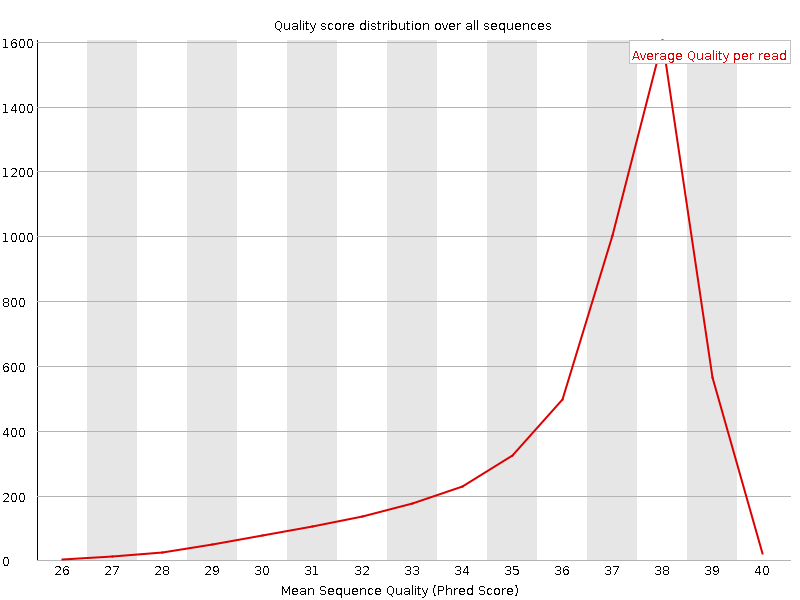 Quality score distribution over all sequences
Average Quality per read
1600
1400
1200
1000
800
600
400
200
0
26 27 28 29 30 31 32 33 34 35 36 37 38 39 40
Mean Sequence Quality (Phred Score)